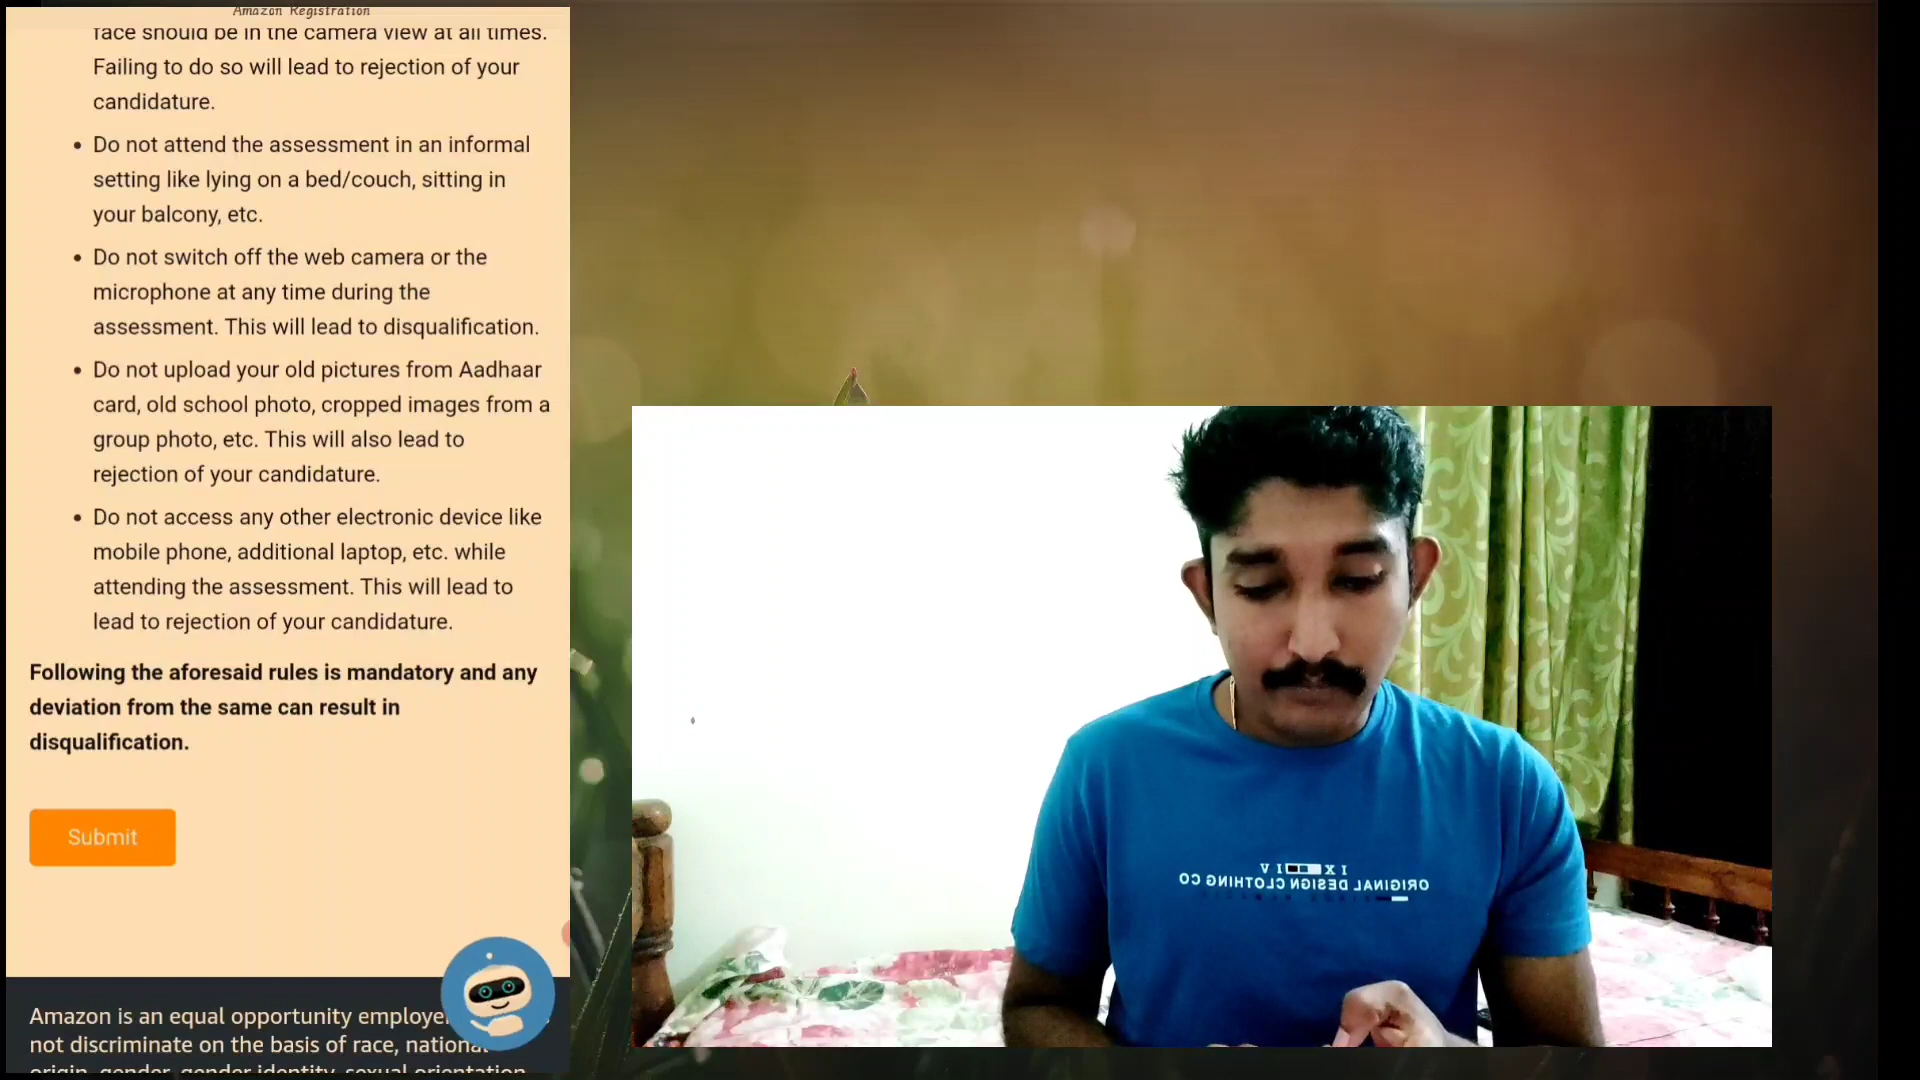 Amazon Registration
face should be in the camera view at all times.
Failing to do so will lead to rejection of your
candidature.
• Do not attend the assessment in an informal
setting like lying on a bed/couch, sitting in
your balcony, etc.
• Do not switch off the web camera or the
microphone at any time during the
assessment. This will lead to disqualification.
• Do not upload your old pictures from Aadhaar
card, old school photo, cropped images from a
group photo, etc. This will also lead to
rejection of your candidature.
• Do not access any other electronic device like
mobile phone, additional laptop, etc. while
attending the assessment. This will lead to
lead to rejection of your candidature.
Following the aforesaid rules is mandatory and any
deviation from the same can result in
disqualification.
Submit
Amazon is an equal opportunity employe
not discriminate on the basis of race, national
origin, gender, gender identity, sexual orientation,
ORIGINAL DESIGN CLOTHING CO